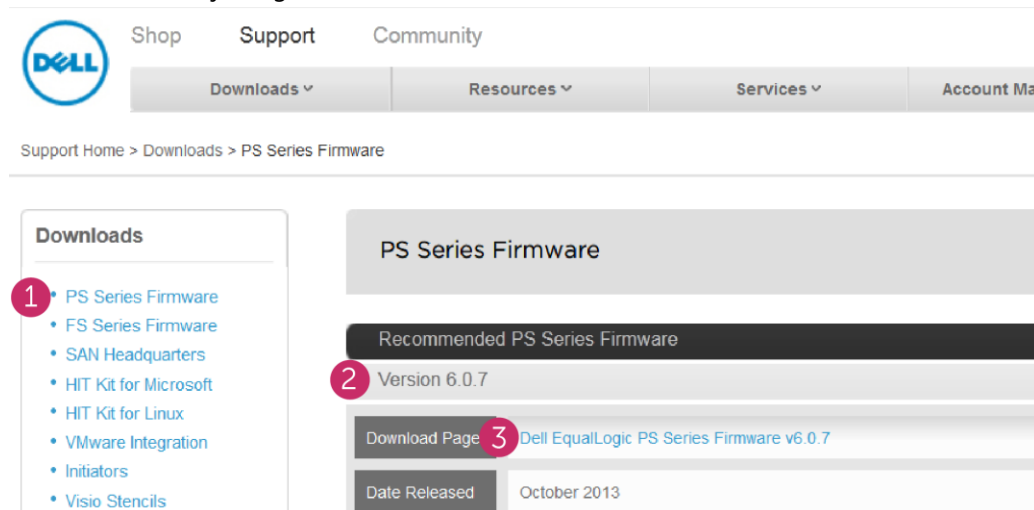 DELL
Shop Support Community
Downloads Resources Services Account Ma
Support Home > Downloads > PS Series Firmware
Downloads
1 • PS Series Firmware
• FS Series Firmware
• SAN Headquarters
• HIT Kit for Microsoft
• HIT Kit for Linux
• VMware Integration
• Initiators
• Visio Stencils
PS Series Firmware
Recommended PS Series Firmware
2 Version 6.0.7
Download Page 3 Dell EqualLogic PS Series Firmware v6.0.7
Date Released October 2013